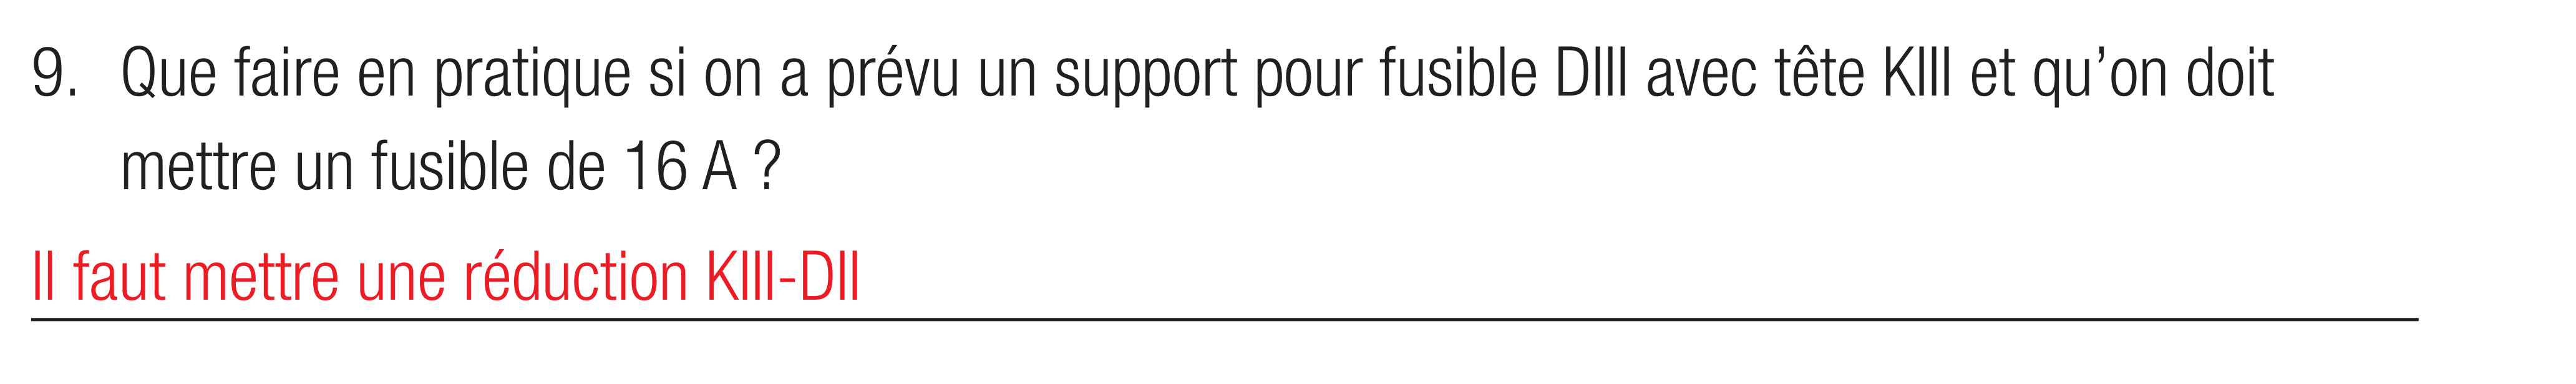 9. Que faire en pratique si on a prévu un support pour fusible DIII avec tête KIII et qu’on doit
mettre un fusible de 16 A ?
Il faut mettre une réduction KIII-DII